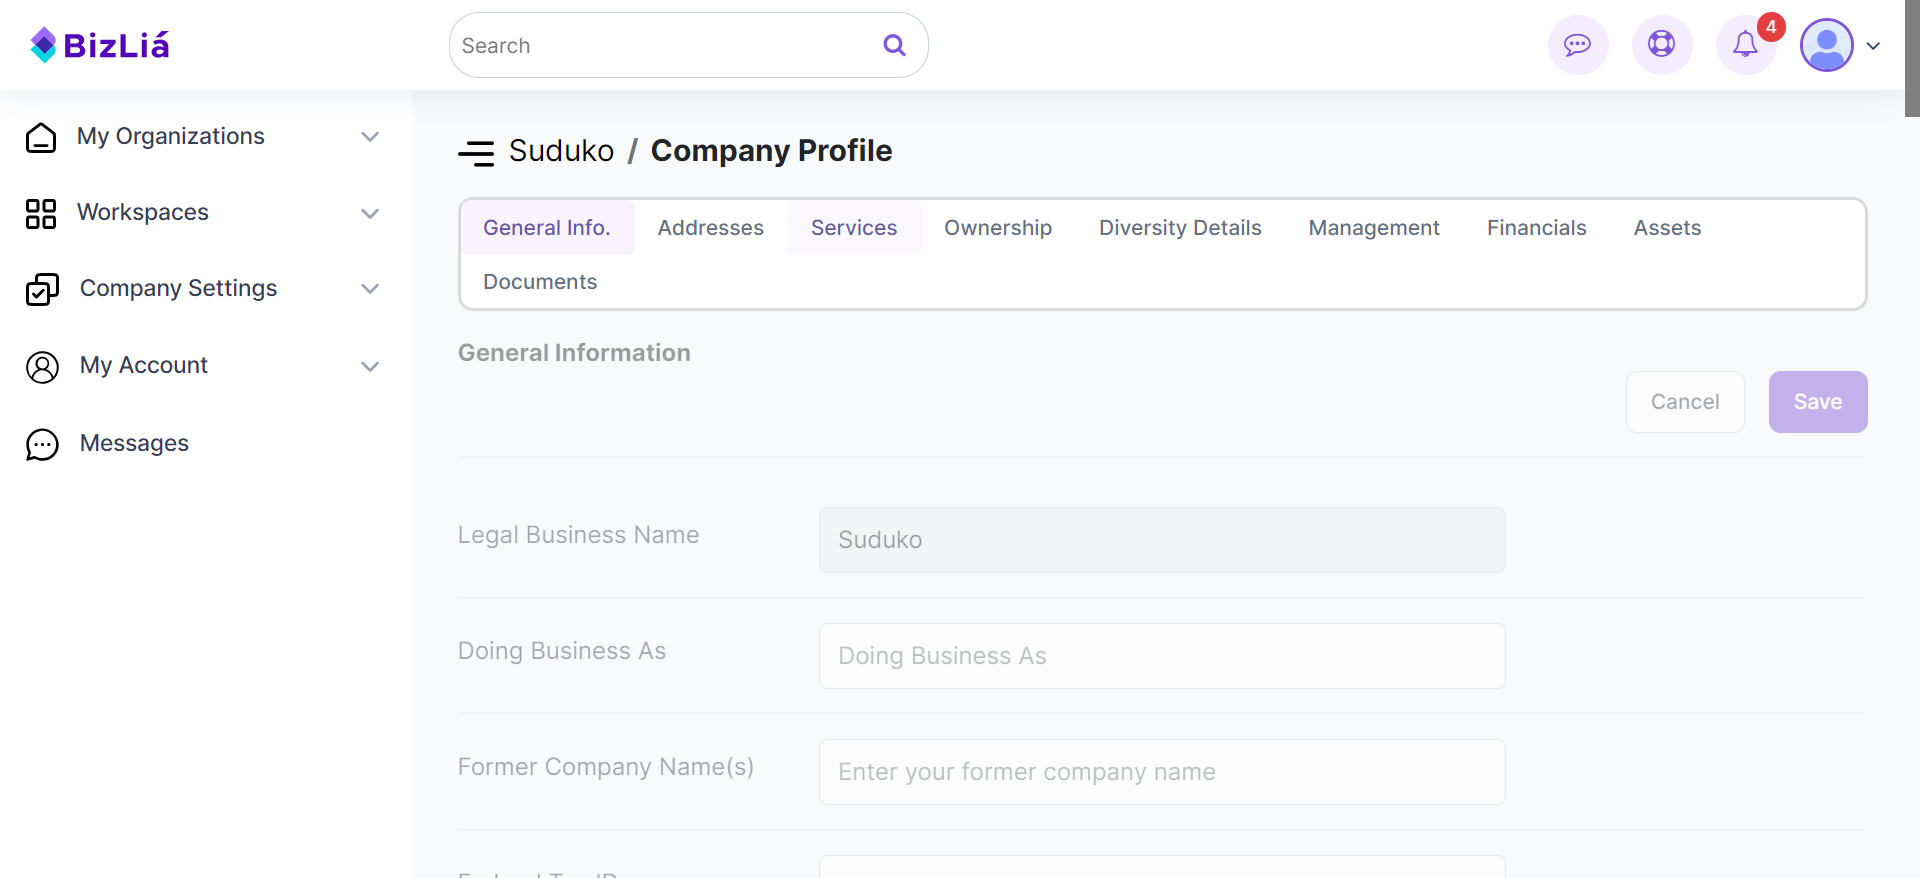 BizLiá
Search
4
My Organizations
Workspaces
Company Settings
My Account
Messages
Suduko / Company Profile
General Info. Addresses Services Ownership Diversity Details Management Financials Assets
Documents
General Information
Cancel Save
Legal Business Name Suduko
Doing Business As Doing Business As
Former Company Name(s) Enter your former company name